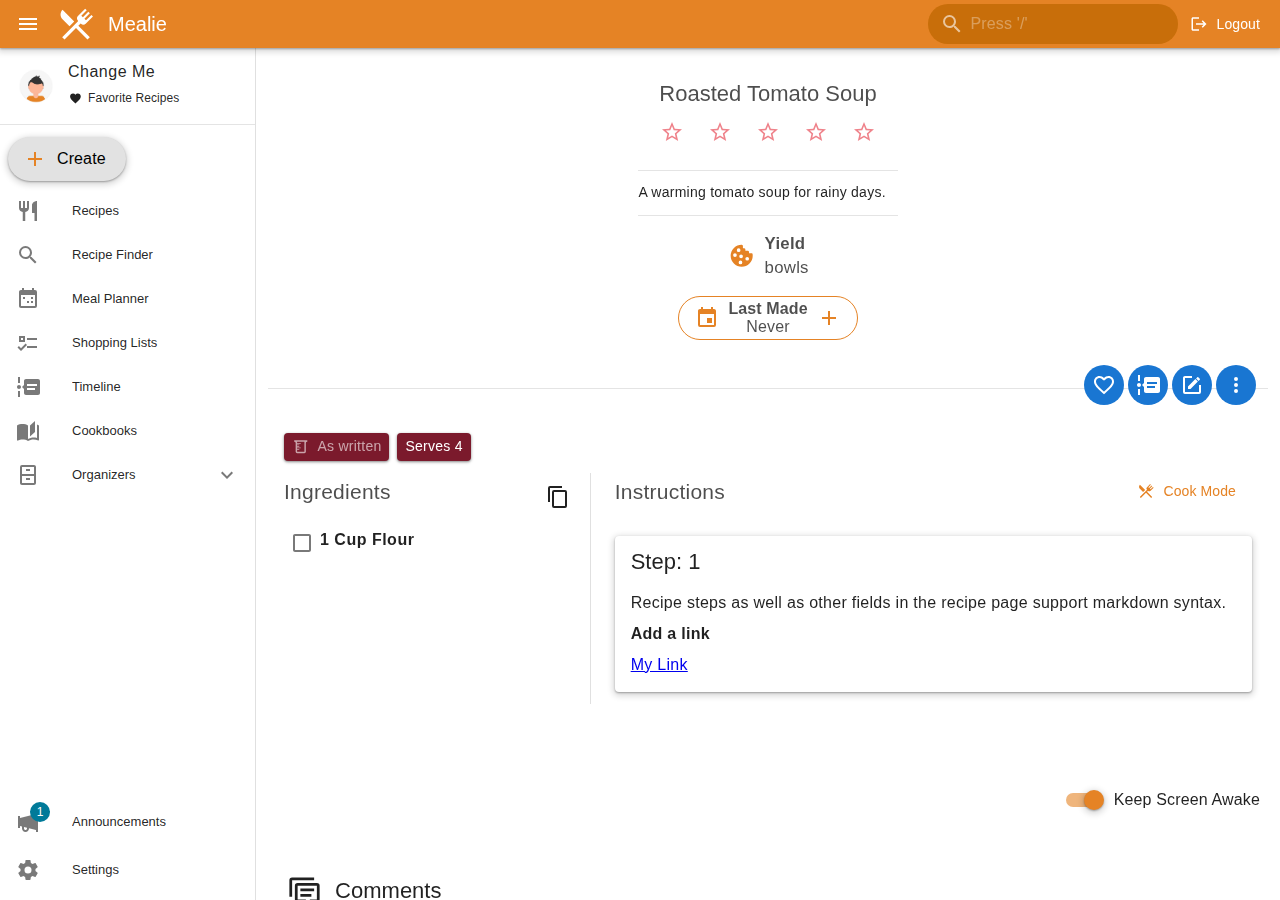 Mealie
Press '/'
Logout
Change Me
Favorite Recipes
Create
Recipes
Recipe Finder
Meal Planner
Shopping Lists
Timeline
Cookbooks
Organizers
1
Announcements
Settings
Roasted Tomato Soup
A warming tomato soup for rainy days.
Yield
bowls
Last Made
Never
As written
Serves 4
Ingredients
1 Cup Flour
Instructions
Cook Mode
Step: 1
Recipe steps as well as other fields in the recipe page support markdown syntax.
Add a link
My Link
Keep Screen Awake
Comments